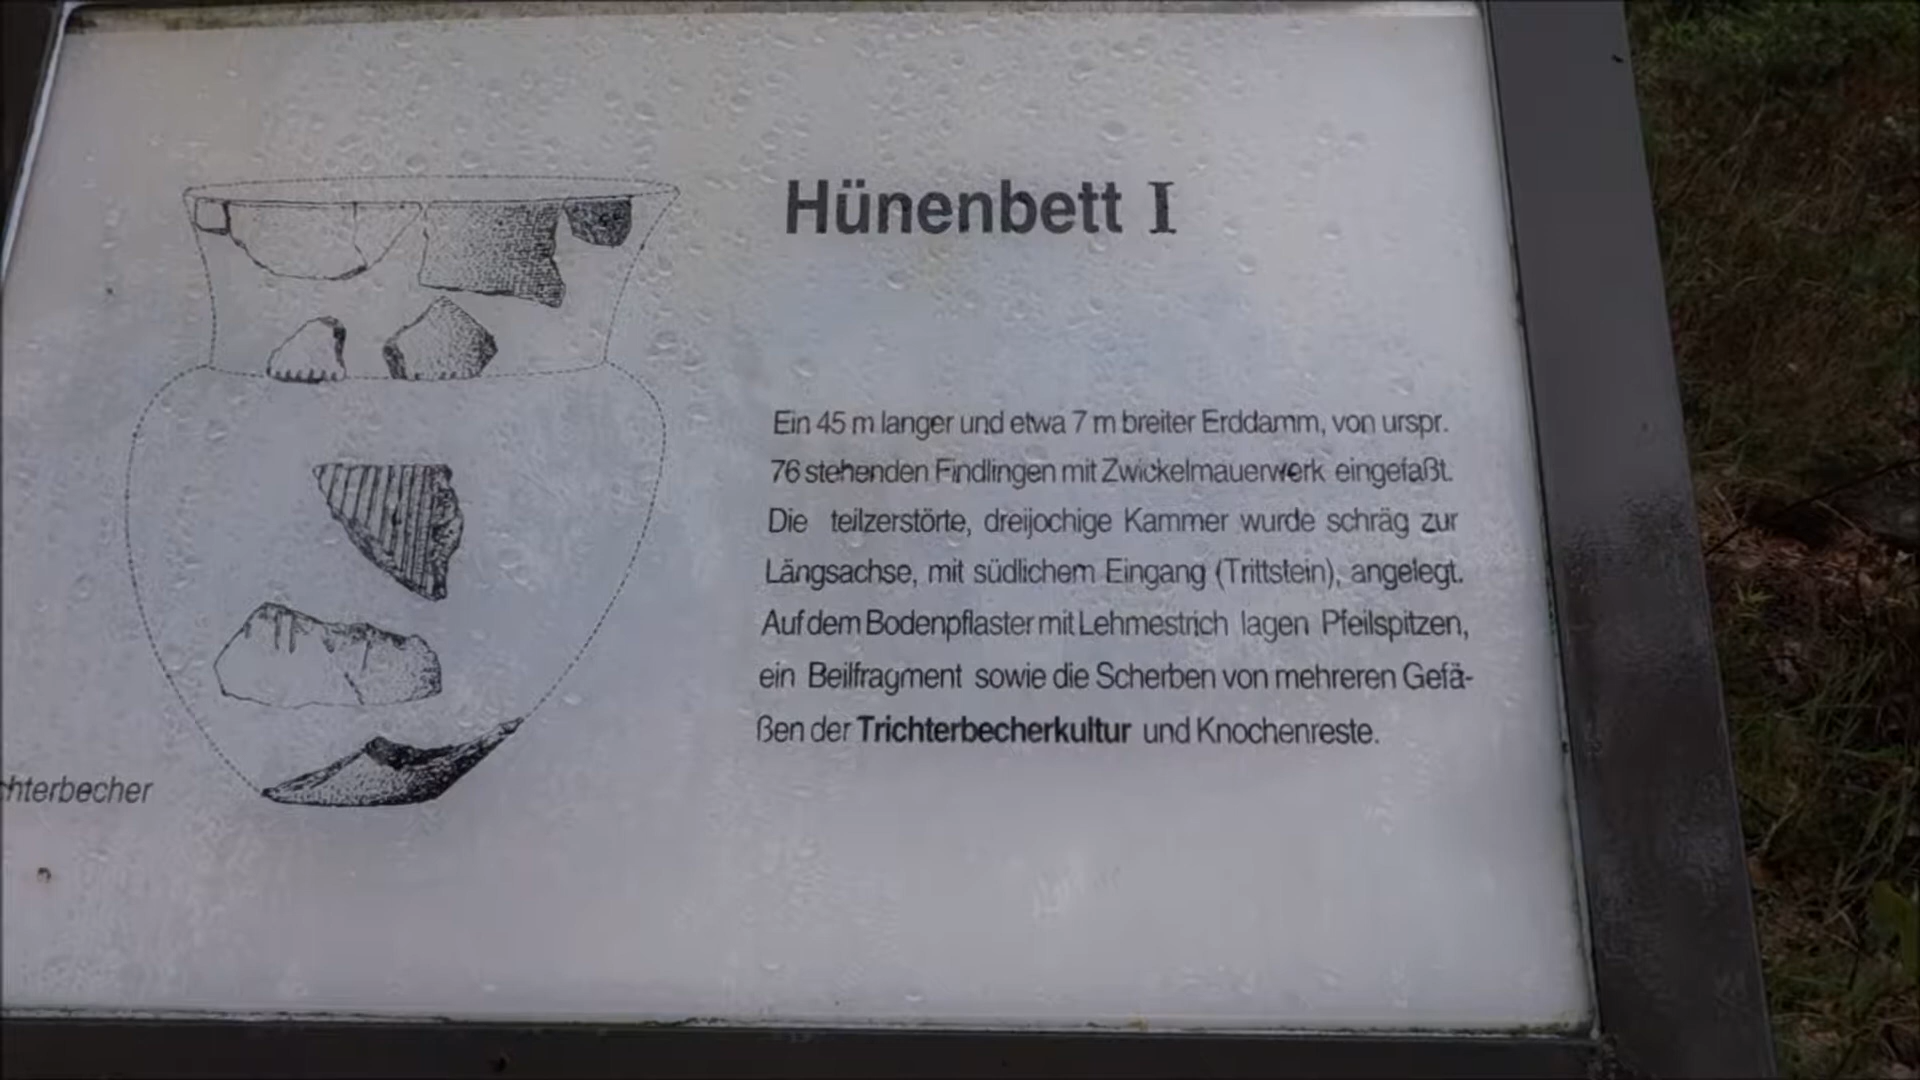 Hünenbett I
Ein 45 m langer und etwa 7 m breiter Erddamm, von urspr.
76 stehenden Findlingen mit Zwickelmauerwerk eingefaßt.
Die teilzerstörte, dreijochige Kammer wurde schräg zur
Längsachse, mit südlichem Eingang (Trittstein), angelegt.
Auf dem Bodenpflaster mit Lehmestrich lagen Pfeilspitzen,
ein Beilfragment sowie die Scherben von mehreren Gefä-
ßen der Trichterbecherkultur und Knochenreste.
chterbecher